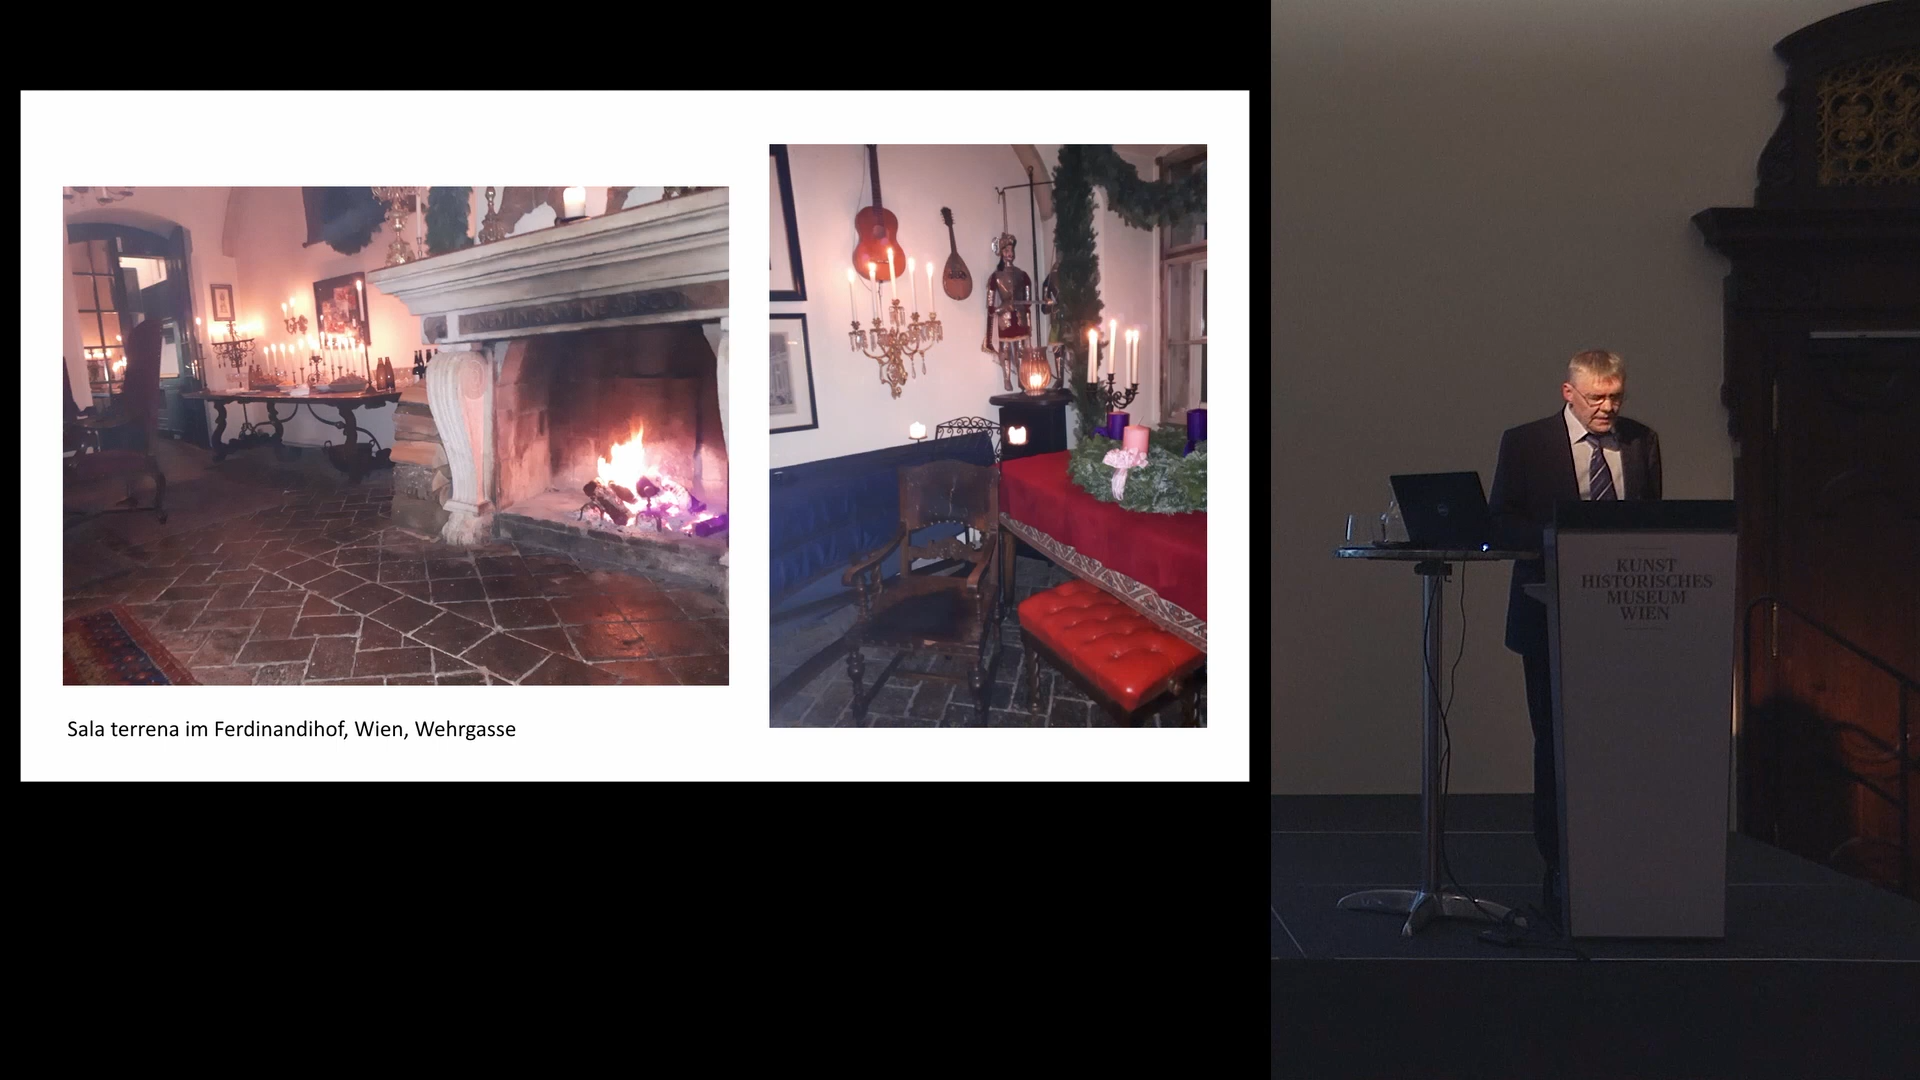 Sala terrena im Ferdinandihof, Wien, Wehrgasse
KUNST
HISTORISCHES
MUSEUM
WIEN